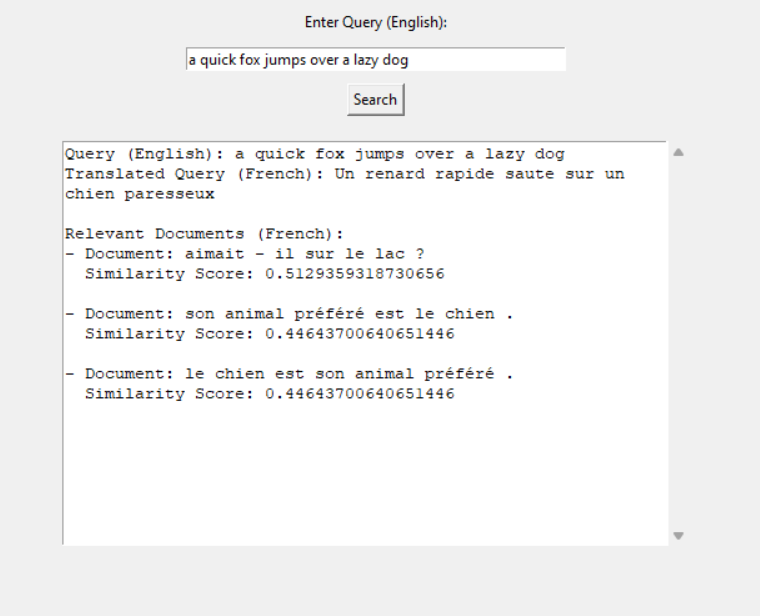 Enter Query (English):
a quick fox jumps over a lazy dog
Search
Query (English): a quick fox jumps over a lazy dog
Translated Query (French): Un renard rapide saute sur un
chien paresseux
Relevant Documents (French):
- Document: aimait - il sur le lac ?
Similarity Score: 0.5129359318730656
- Document: son animal préféré est le chien .
Similarity Score: 0.44643700640651446
- Document: le chien est son animal préféré .
Similarity Score: 0.44643700640651446